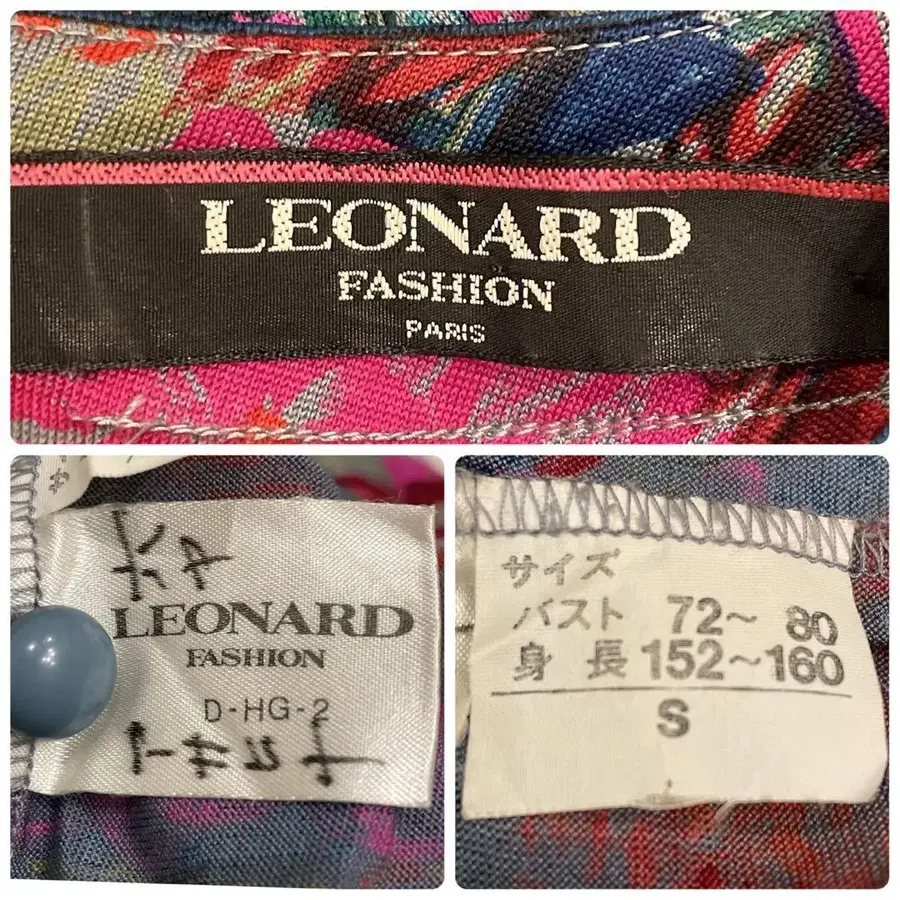 LEONARD
FASHION
PARIS
LEONARD
FASHION
D-HG-2
サイズ
バスト 72～80
身長 152～160
S